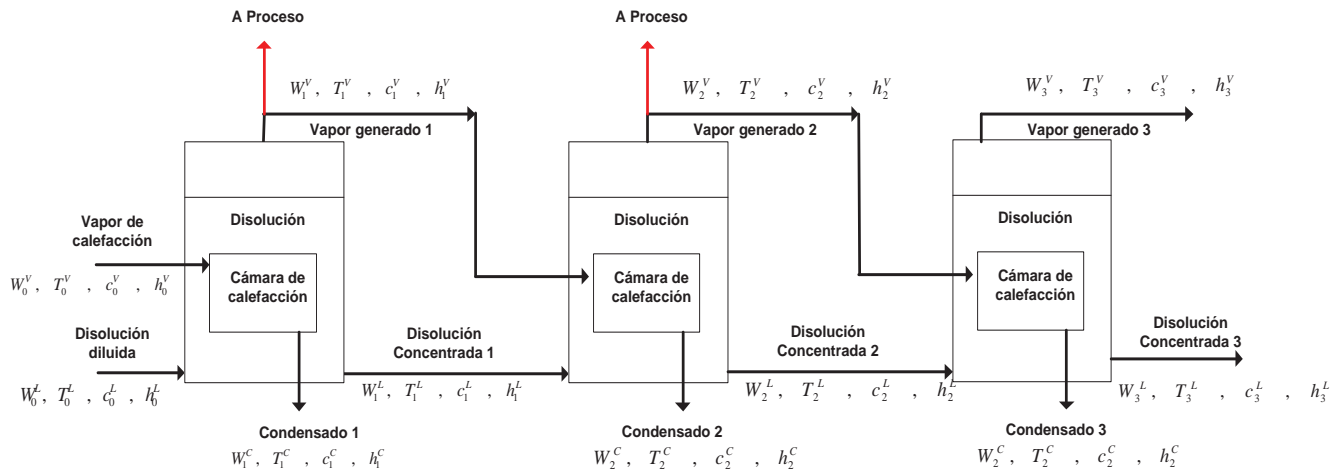 A Proceso
A Proceso
W₁ⱽ, T₁ⱽ , c₁ⱽ , h₁ⱽ
Vapor generado 1
W₂ⱽ, T₂ⱽ , c₂ⱽ , h₂ⱽ
Vapor generado 2
W₃ⱽ, T₃ⱽ , c₃ⱽ , h₃ⱽ
Vapor generado 3
Vapor de
calefacción
W₀ⱽ, T₀ⱽ , c₀ⱽ , h₀ⱽ
Disolución
diluida
W₀ᴸ, T₀ᴸ , c₀ᴸ , h₀ᴸ
Disolución
Cámara de
calefacción
Disolución
Concentrada 1
W₁ᴸ, T₁ᴸ , c₁ᴸ , h₁ᴸ
Condensado 1
W₁ᶜ, T₁ᶜ , c₁ᶜ , h₁ᶜ
Disolución
Cámara de
calefacción
Disolución
Concentrada 2
W₂ᴸ, T₂ᴸ , c₂ᴸ , h₂ᴸ
Condensado 2
W₂ᶜ, T₂ᶜ , c₂ᶜ , h₂ᶜ
Disolución
Cámara de
calefacción
Disolución
Concentrada 3
W₃ᴸ, T₃ᴸ , c₃ᴸ , h₃ᴸ
Condensado 3
W₂ᶜ, T₂ᶜ , c₂ᶜ , h₂ᶜ